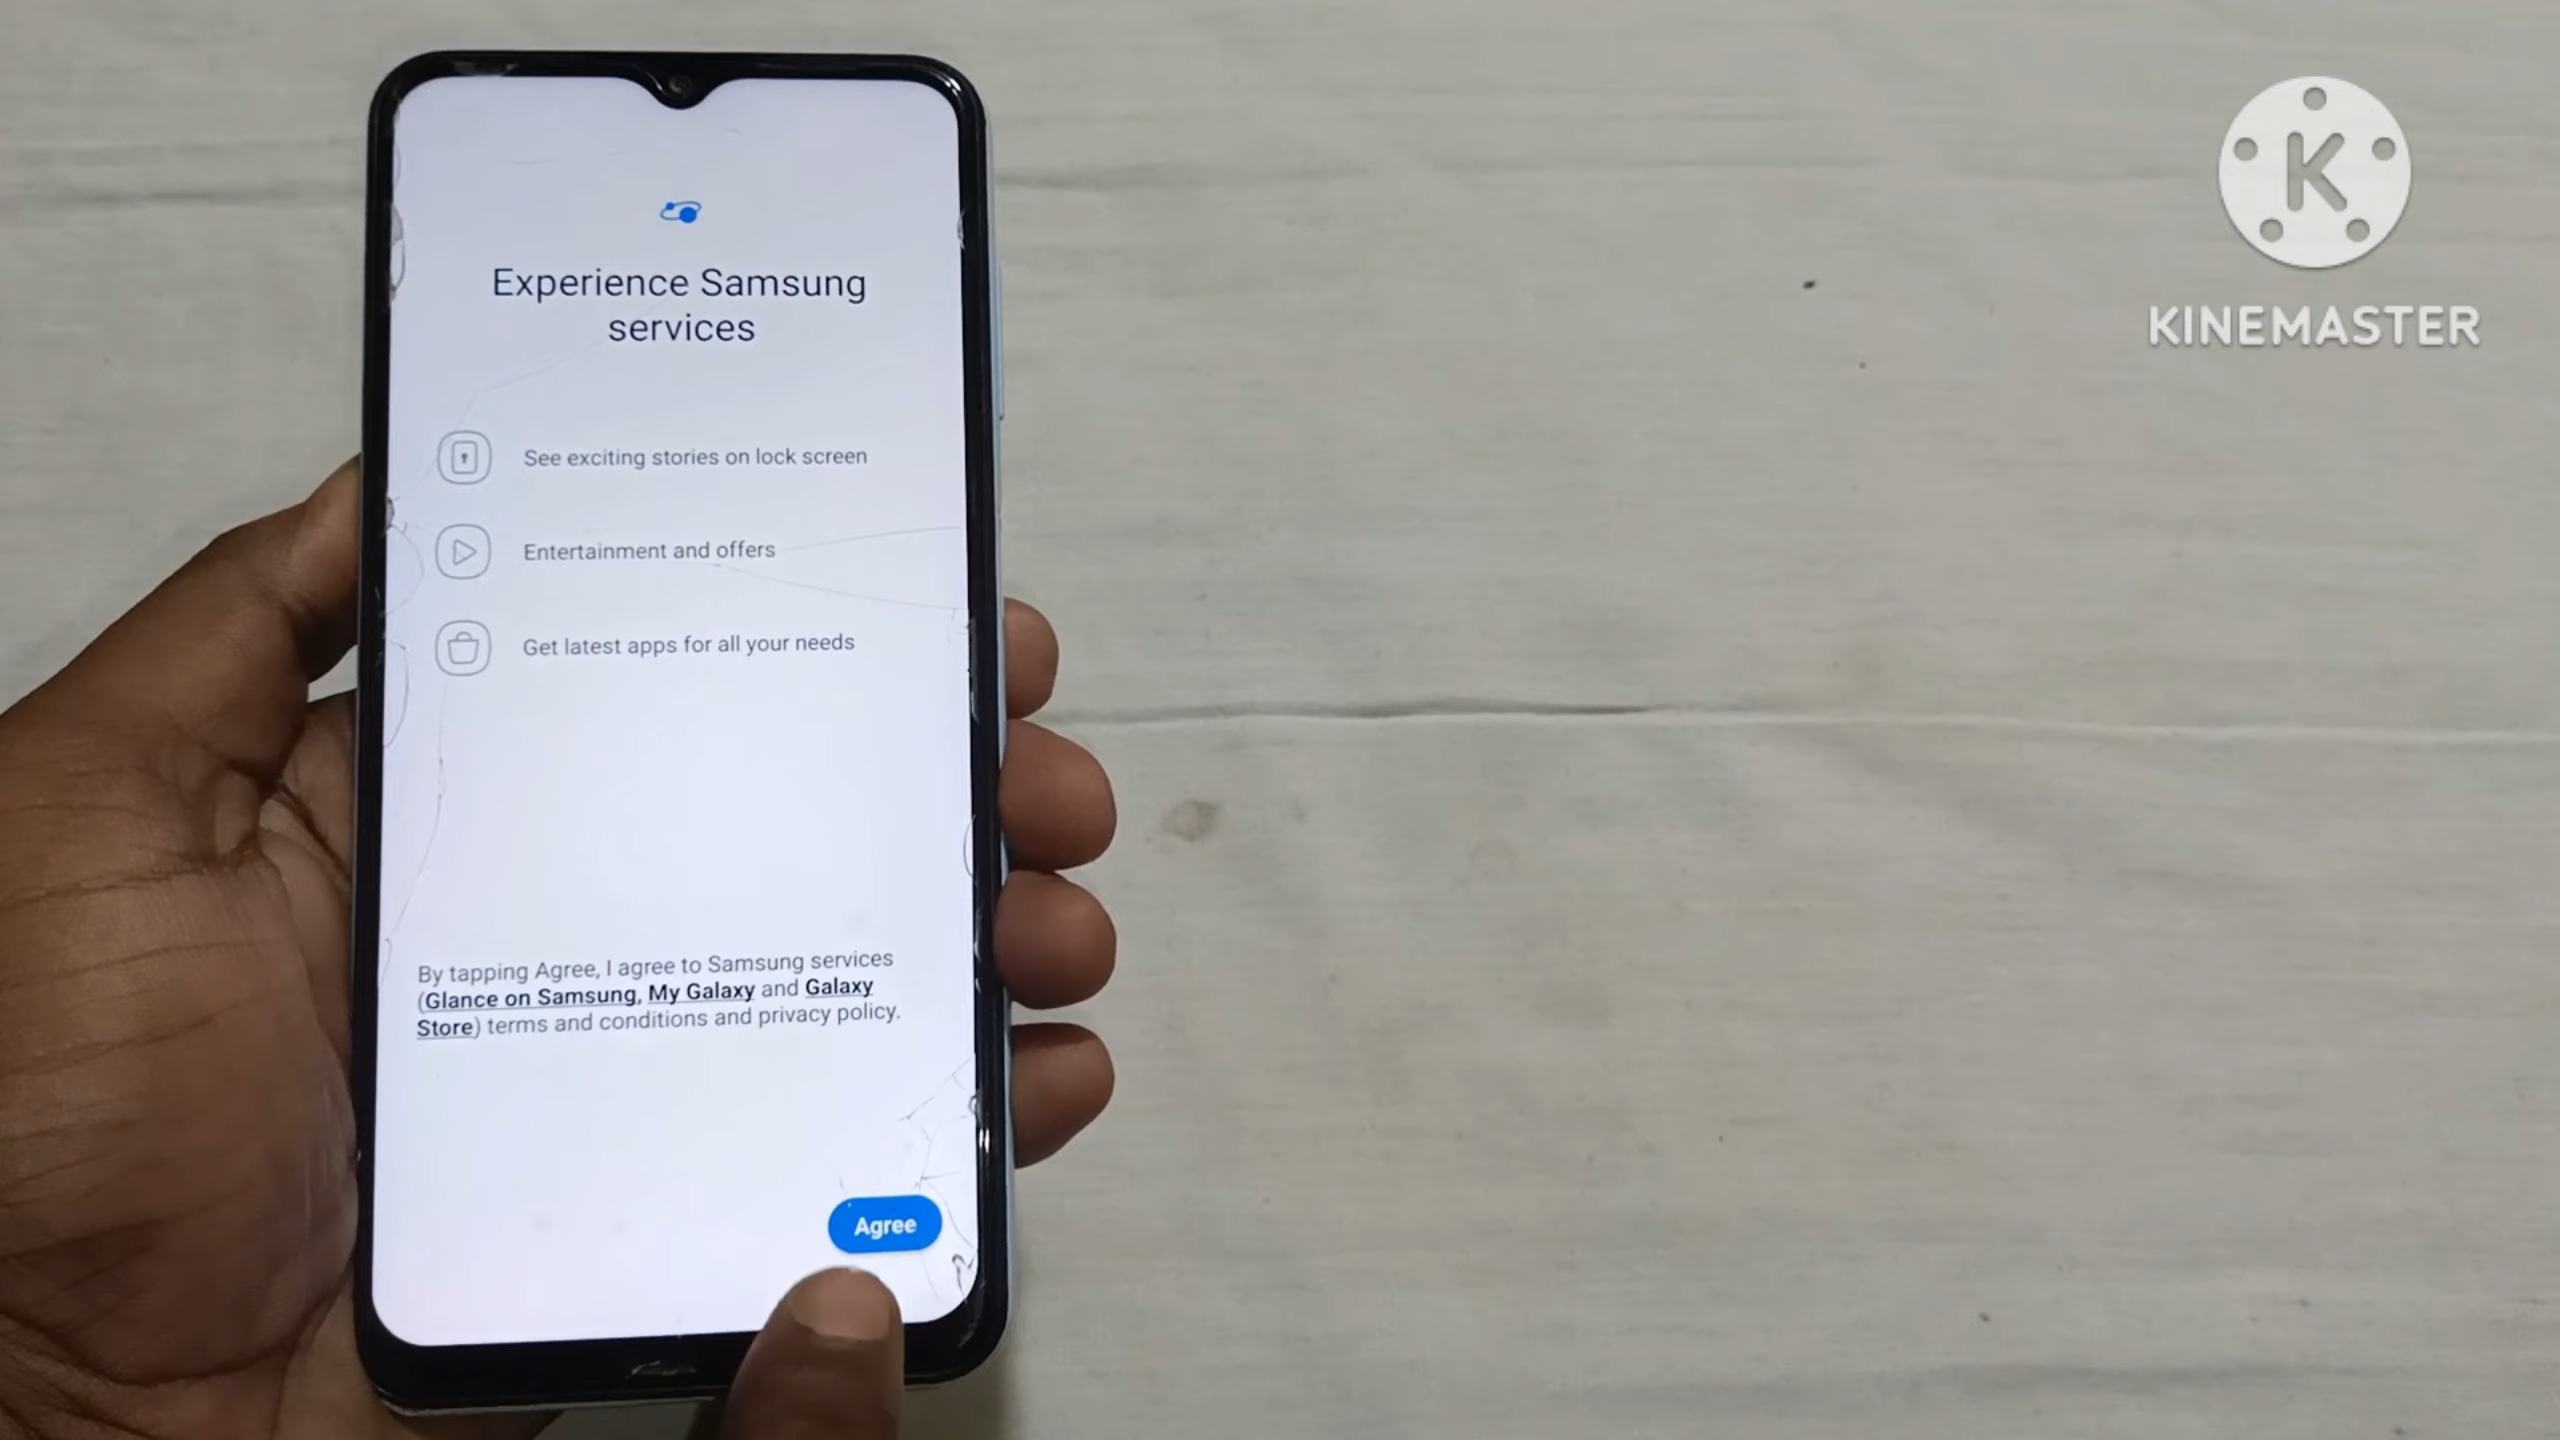 Experience Samsung
services
See exciting stories on lock screen
Entertainment and offers
Get latest apps for all your needs
By tapping Agree, I agree to Samsung services
(Glance on Samsung, My Galaxy and Galaxy
Store) terms and conditions and privacy policy.
Agree
K
KINEMASTER